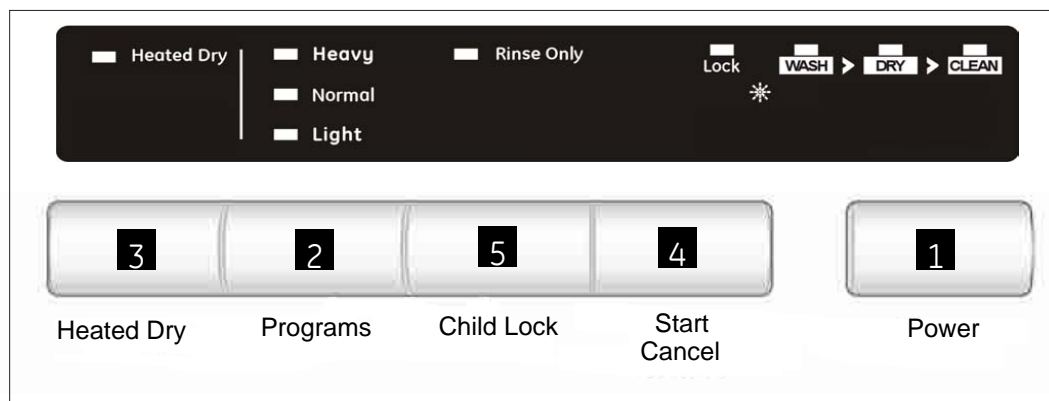 Heated Dry Heavy Rinse Only Lock WASH > DRY > CLEAN
Normal
Light
3 2 5 4 1
Heated Dry Programs Child Lock Start Power
Cancel